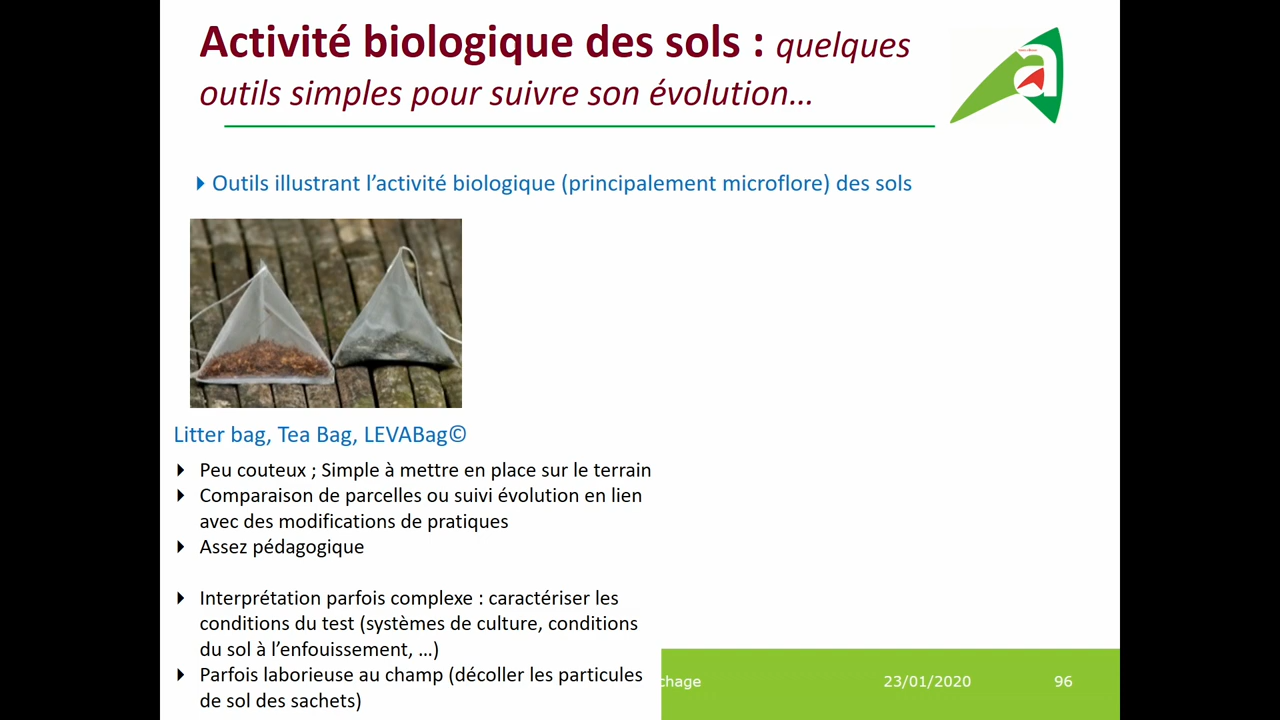 Activité biologique des sols : quelques
outils simples pour suivre son évolution…
Outils illustrant l’activité biologique (principalement microflore) des sols
Litter bag, Tea Bag, LEVABag©
Peu couteux ; Simple à mettre en place sur le terrain
Comparaison de parcelles ou suivi évolution en lien
avec des modifications de pratiques
Assez pédagogique
Interprétation parfois complexe : caractériser les
conditions du test (systèmes de culture, conditions
du sol à l’enfouissement, …)
Parfois laborieuse au champ (décoller les particules
de sol des sachets)
23/01/2020
96